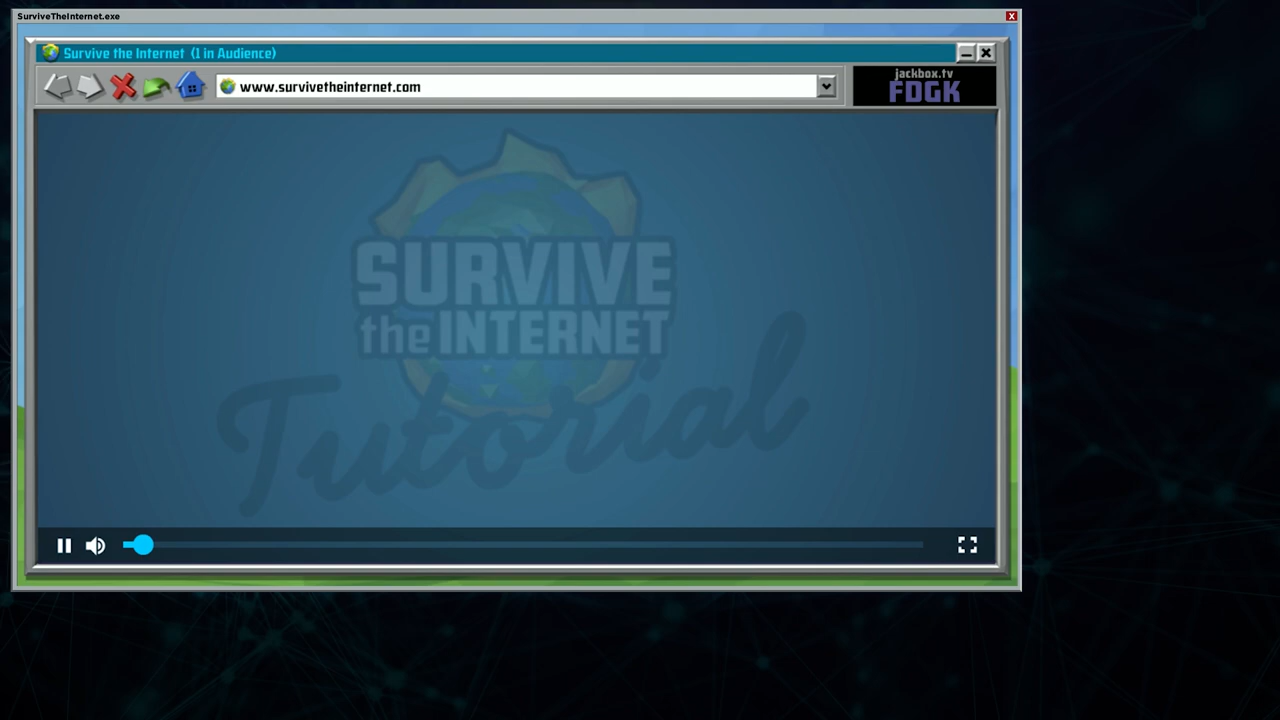 SurviveTheInternet.exe
Survive the Internet (1 in Audience)
www.survivetheinternet.com
jackbox.tv
FDGK
SURVIVE
the INTERNET
Tutorial